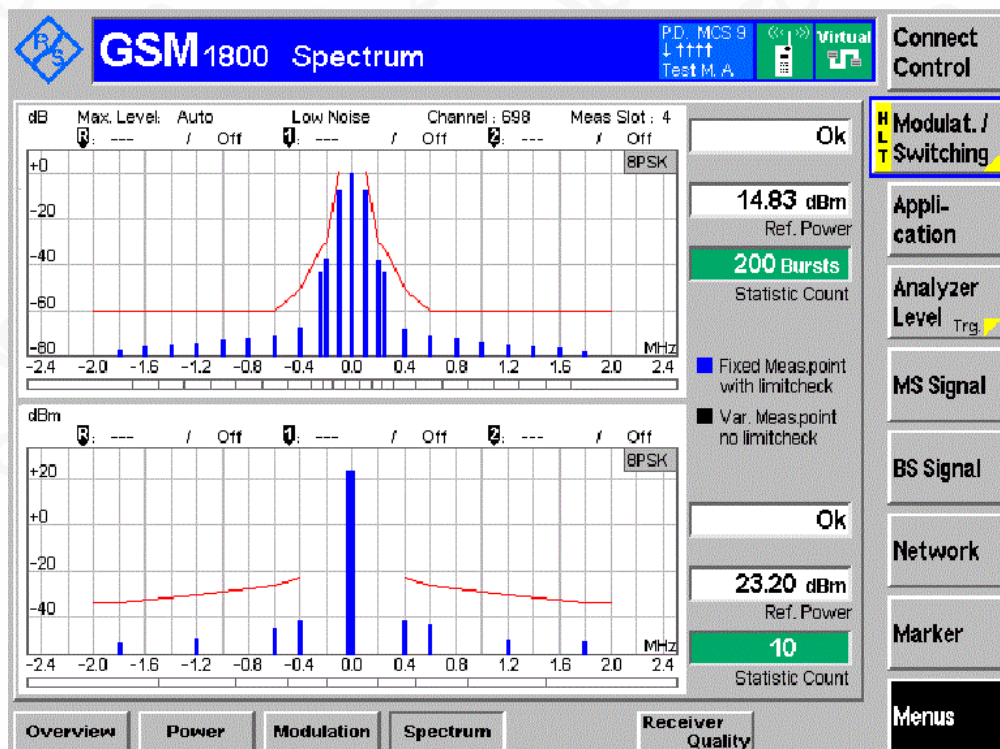 R/S
GSM 1800 Spectrum
P.D. MCS 9
↓ ↑↑↑↑
Test M. A.
Virtual
Connect Control
dB Max. Level: Auto Low Noise Channel : 698 Meas Slot : 4
R : --- / Off 1 : --- / Off 2 : --- / Off
8PSK
+0
-20
-40
-60
-80
MHz
-2.4 -2.0 -1.6 -1.2 -0.8 -0.4 0.0 0.4 0.8 1.2 1.6 2.0 2.4
Ok
14.83 dBm
Ref. Power
200 Bursts
Statistic Count
Fixed Meas.point
with limitcheck
Var. Meas.point
no limitcheck
dBm
R : --- / Off 1 : --- / Off 2 : --- / Off
8PSK
+20
+0
-20
-40
MHz
-2.4 -2.0 -1.6 -1.2 -0.8 -0.4 0.0 0.4 0.8 1.2 1.6 2.0 2.4
Ok
23.20 dBm
Ref. Power
10
Statistic Count
HLT
Modulat. /
Switching
Appli-
cation
Analyzer
Level Trg.
MS Signal
BS Signal
Network
Marker
Menus
Overview Power Modulation Spectrum Receiver
Quality